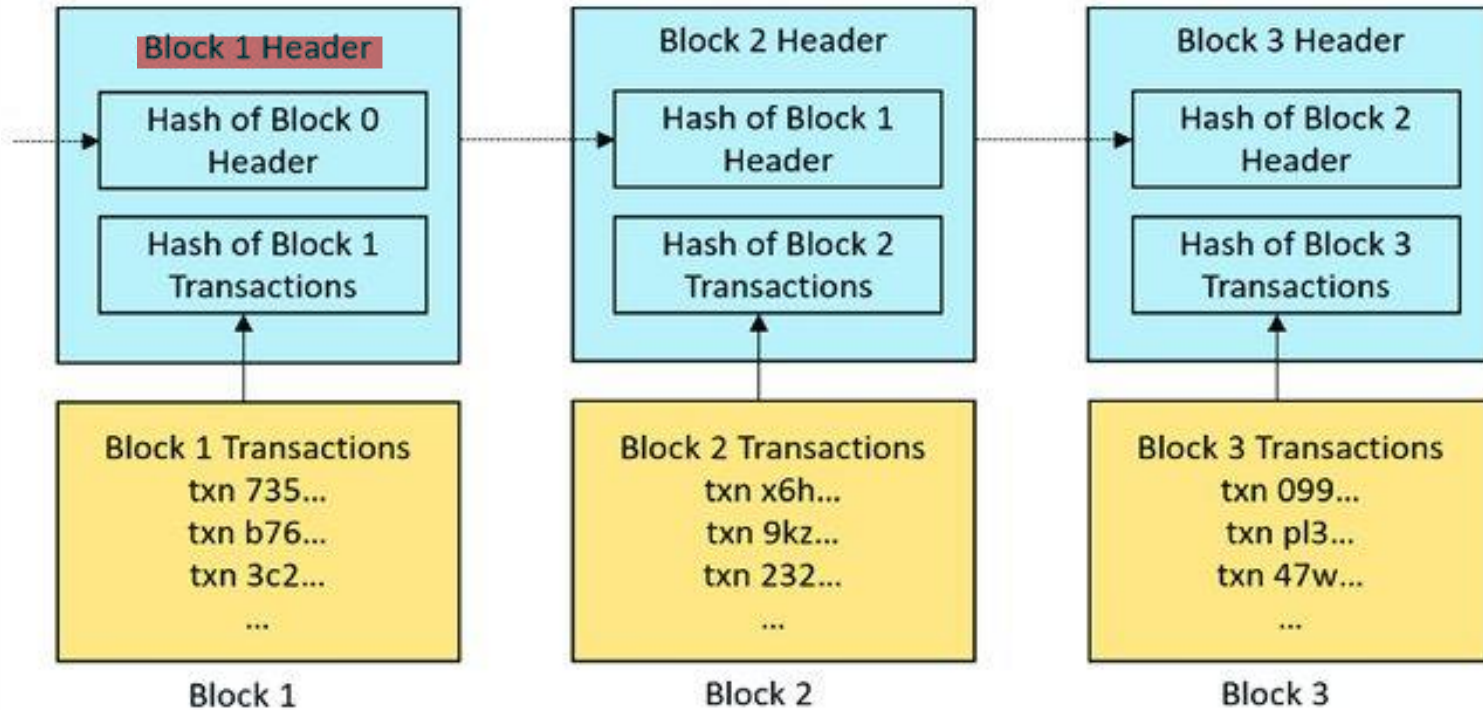 Block 1 Header
Hash of Block 0
Header
Hash of Block 1
Transactions
Block 1 Transactions
txn 735...
txn b76...
txn 3c2...
...
Block 1
Block 2 Header
Hash of Block 1
Header
Hash of Block 2
Transactions
Block 2 Transactions
txn x6h...
txn 9kz...
txn 232...
...
Block 2
Block 3 Header
Hash of Block 2
Header
Hash of Block 3
Transactions
Block 3 Transactions
txn 099...
txn pl3...
txn 47w...
...
Block 3